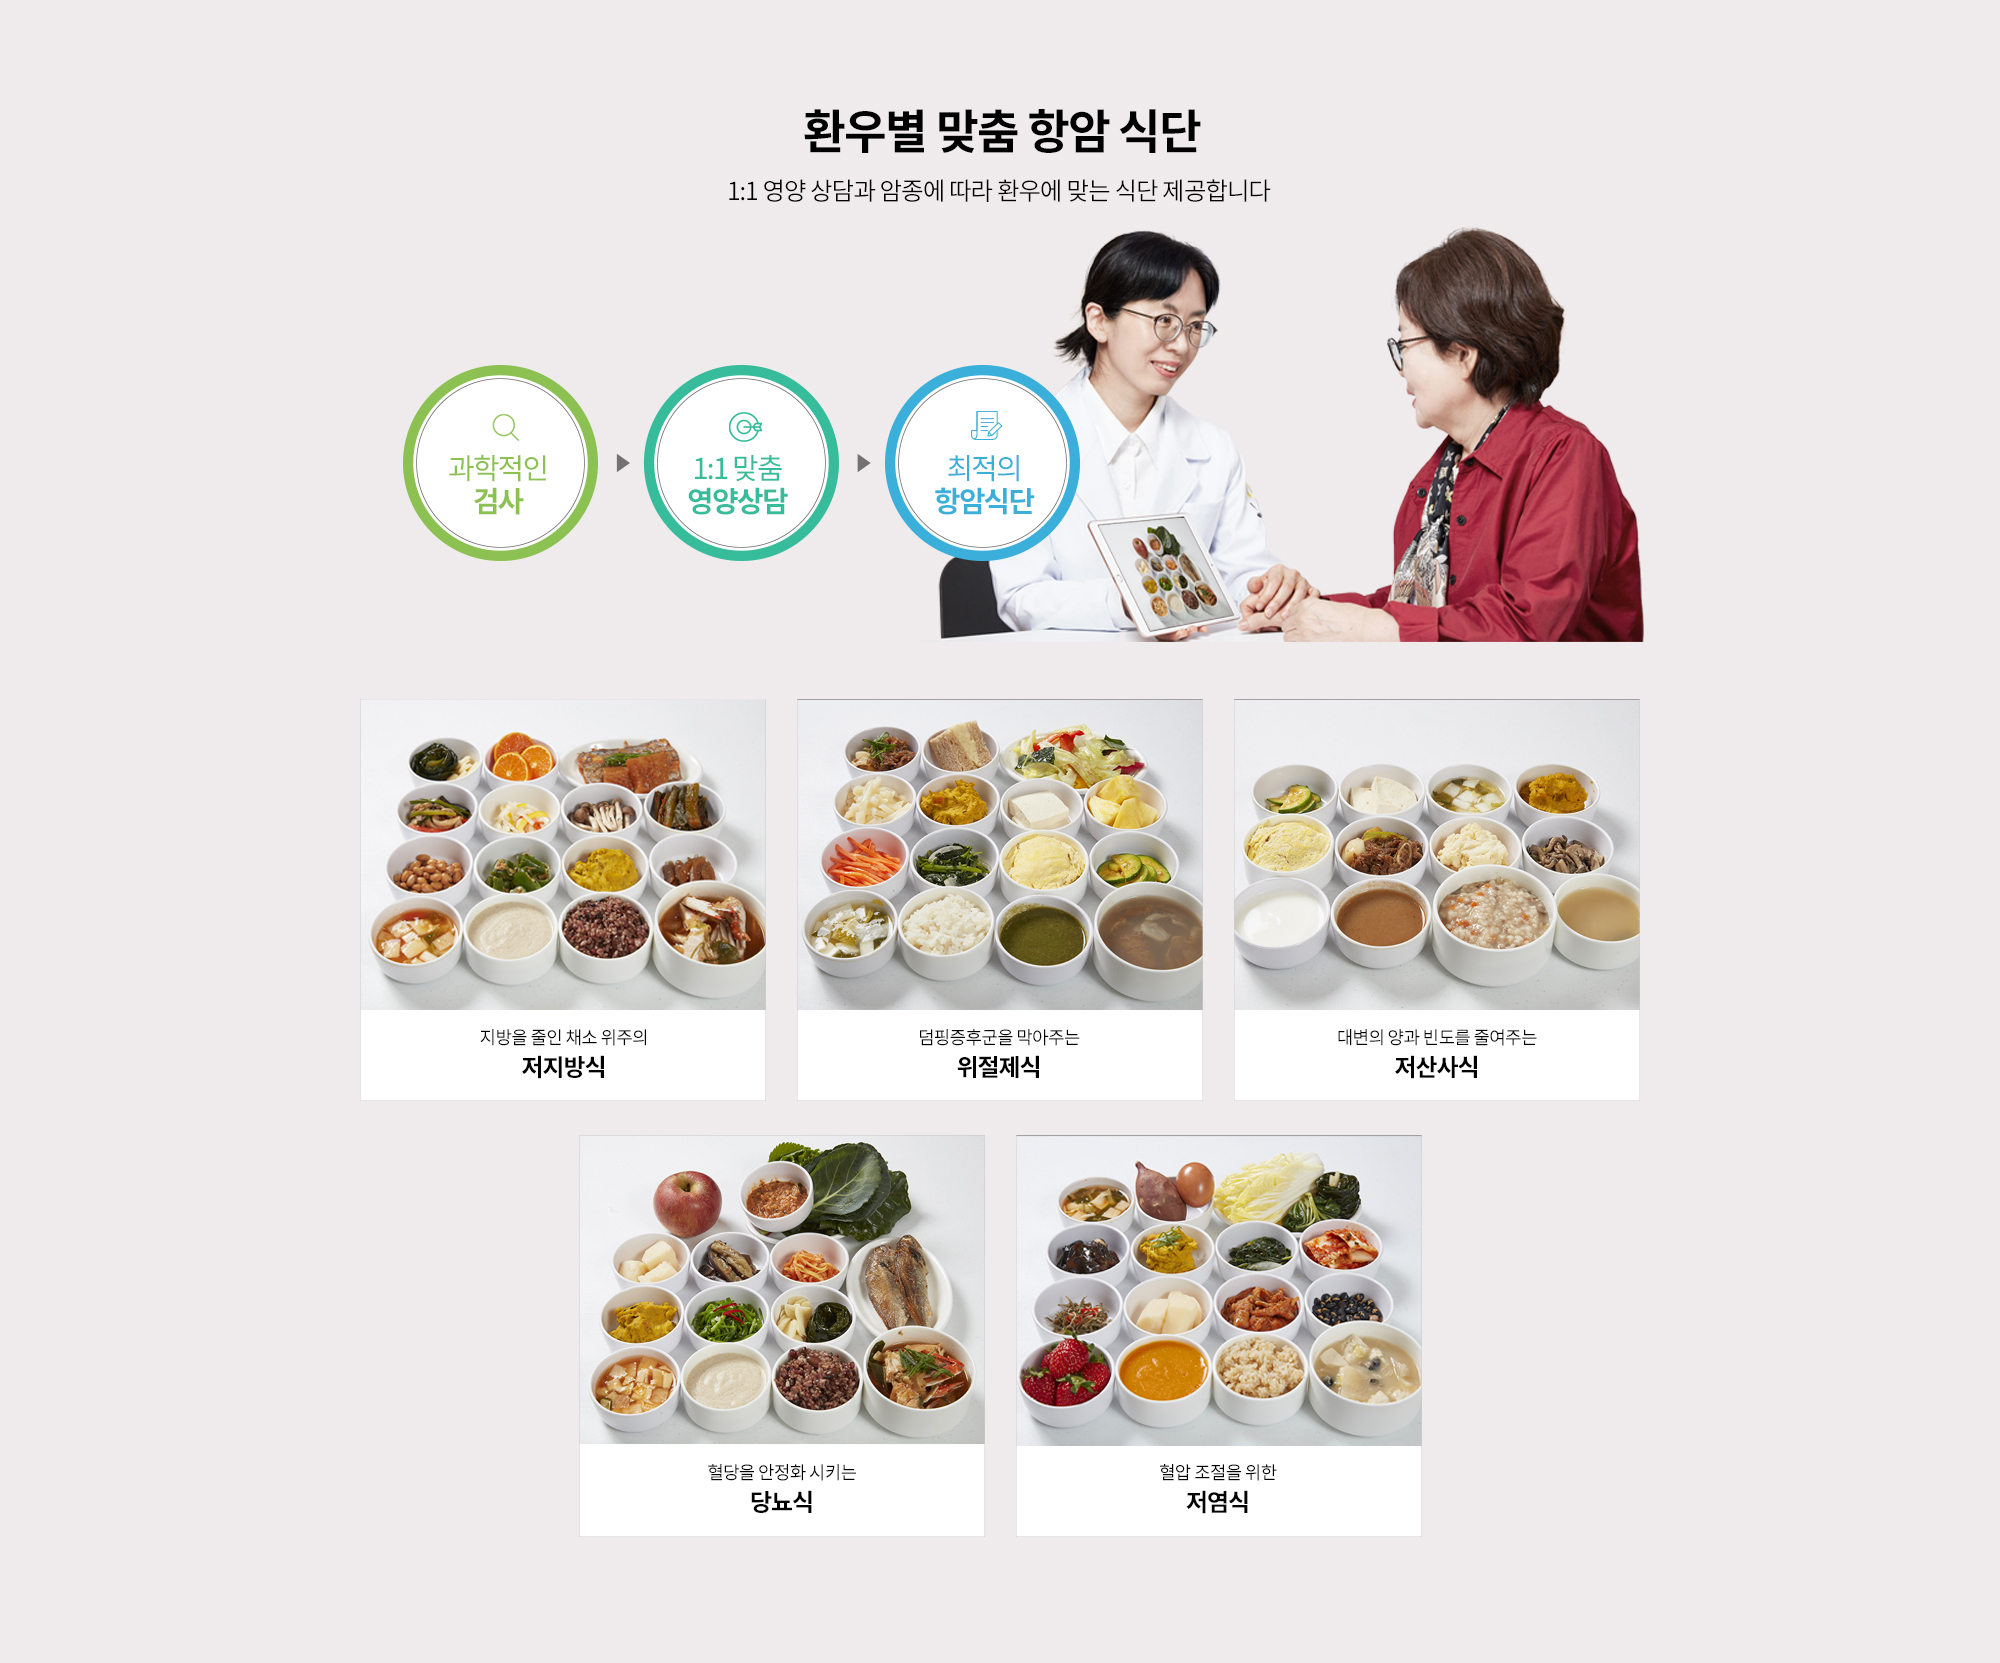 환우별 맞춤 항암 식단
1:1 영양 상담과 암종에 따라 환우에 맞는 식단 제공합니다
과학적인
검사
1:1 맞춤
영양상담
최적의
항암식단
지방을 줄인 채소 위주의
저지방식
덤핑증후군을 막아주는
위절제식
대변의 양과 빈도를 줄여주는
저산사식
혈당을 안정화 시키는
당뇨식
혈압 조절을 위한
저염식